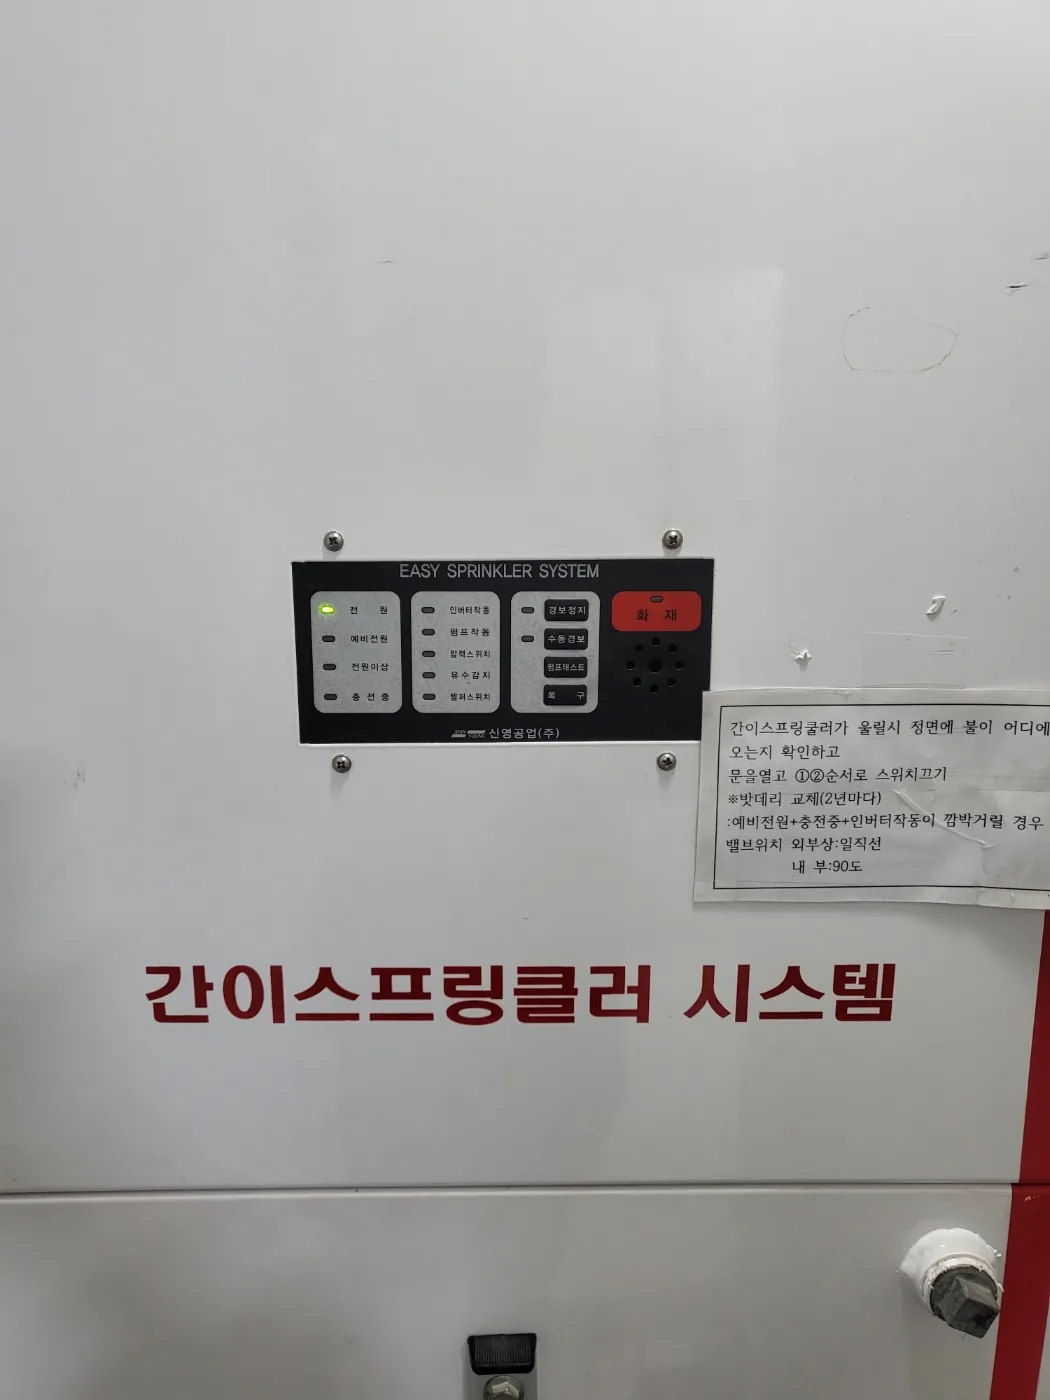 EASY SPRINKLER SYSTEM
전 원
예비전원
전원이상
충전중
인버터작동
펌프작동
압력스위치
유수감지
템퍼스위치
경보정지
수동경보
펌프테스트
복 구
화 재
SHIN YOUNG 신영공업(주)
간이스프링쿨러가 울릴시 정면에 불이 어디에
오는지 확인하고
문을열고 ①②순서로 스위치끄기
※밧데리 교체(2년마다)
:예비전원+충전중+인버터작동이 깜박거릴 경우
밸브위치 외부상:일직선
내 부:90도
간이스프링클러 시스템